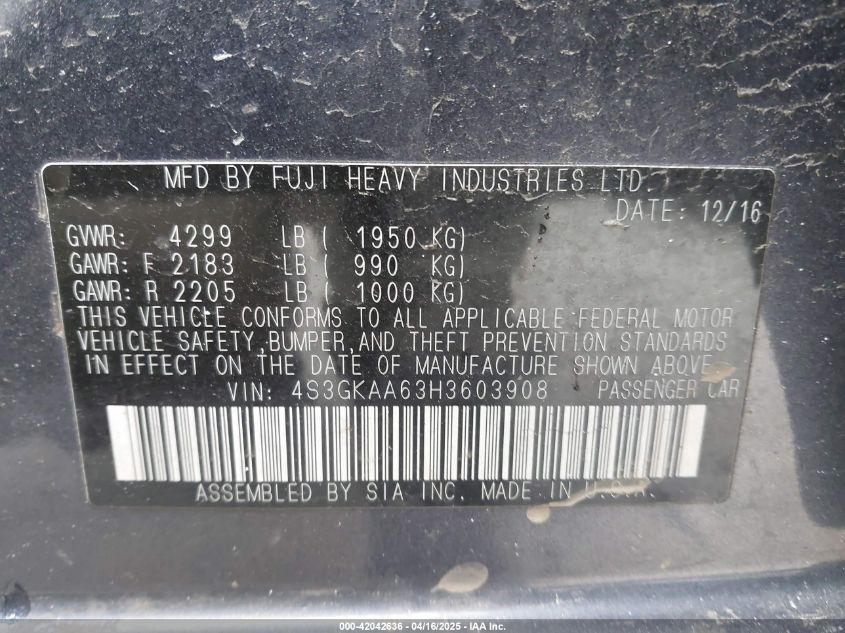 MFD BY FUJI HEAVY INDUSTRIES LTD.
DATE: 12/16
GVWR: 4299 LB ( 1950 KG)
GAWR: F 2183 LB ( 990 KG)
GAWR: R 2205 LB ( 1000 KG)
THIS VEHICLE CONFORMS TO ALL APPLICABLE FEDERAL MOTOR
VEHICLE SAFETY, BUMPER, AND THEFT PREVENTION STANDARDS
IN EFFECT ON THE DATE OF MANUFACTURE SHOWN ABOVE.
VIN: 4S3GKAA63H3603908 PASSENGER CAR
ASSEMBLED BY SIA INC. MADE IN U.S.A.
000-42042636 - 04/16/2025 - IAA, Inc.